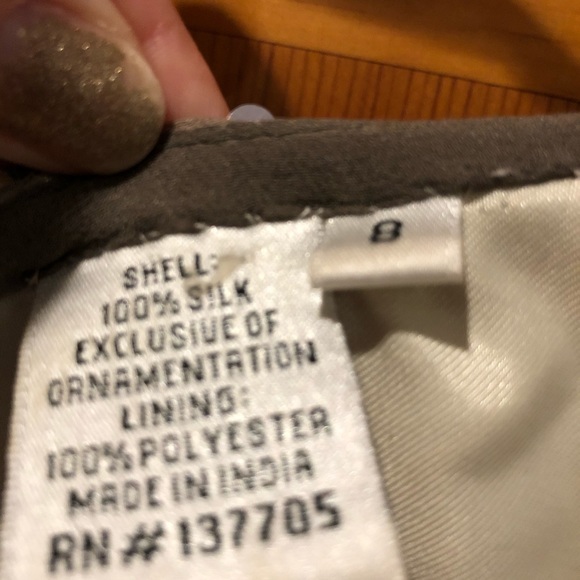 8
SHELL:
100% SILK
EXCLUSIVE OF
ORNAMENTATION
LINING:
100% POLYESTER
MADE IN INDIA
RN# 137705